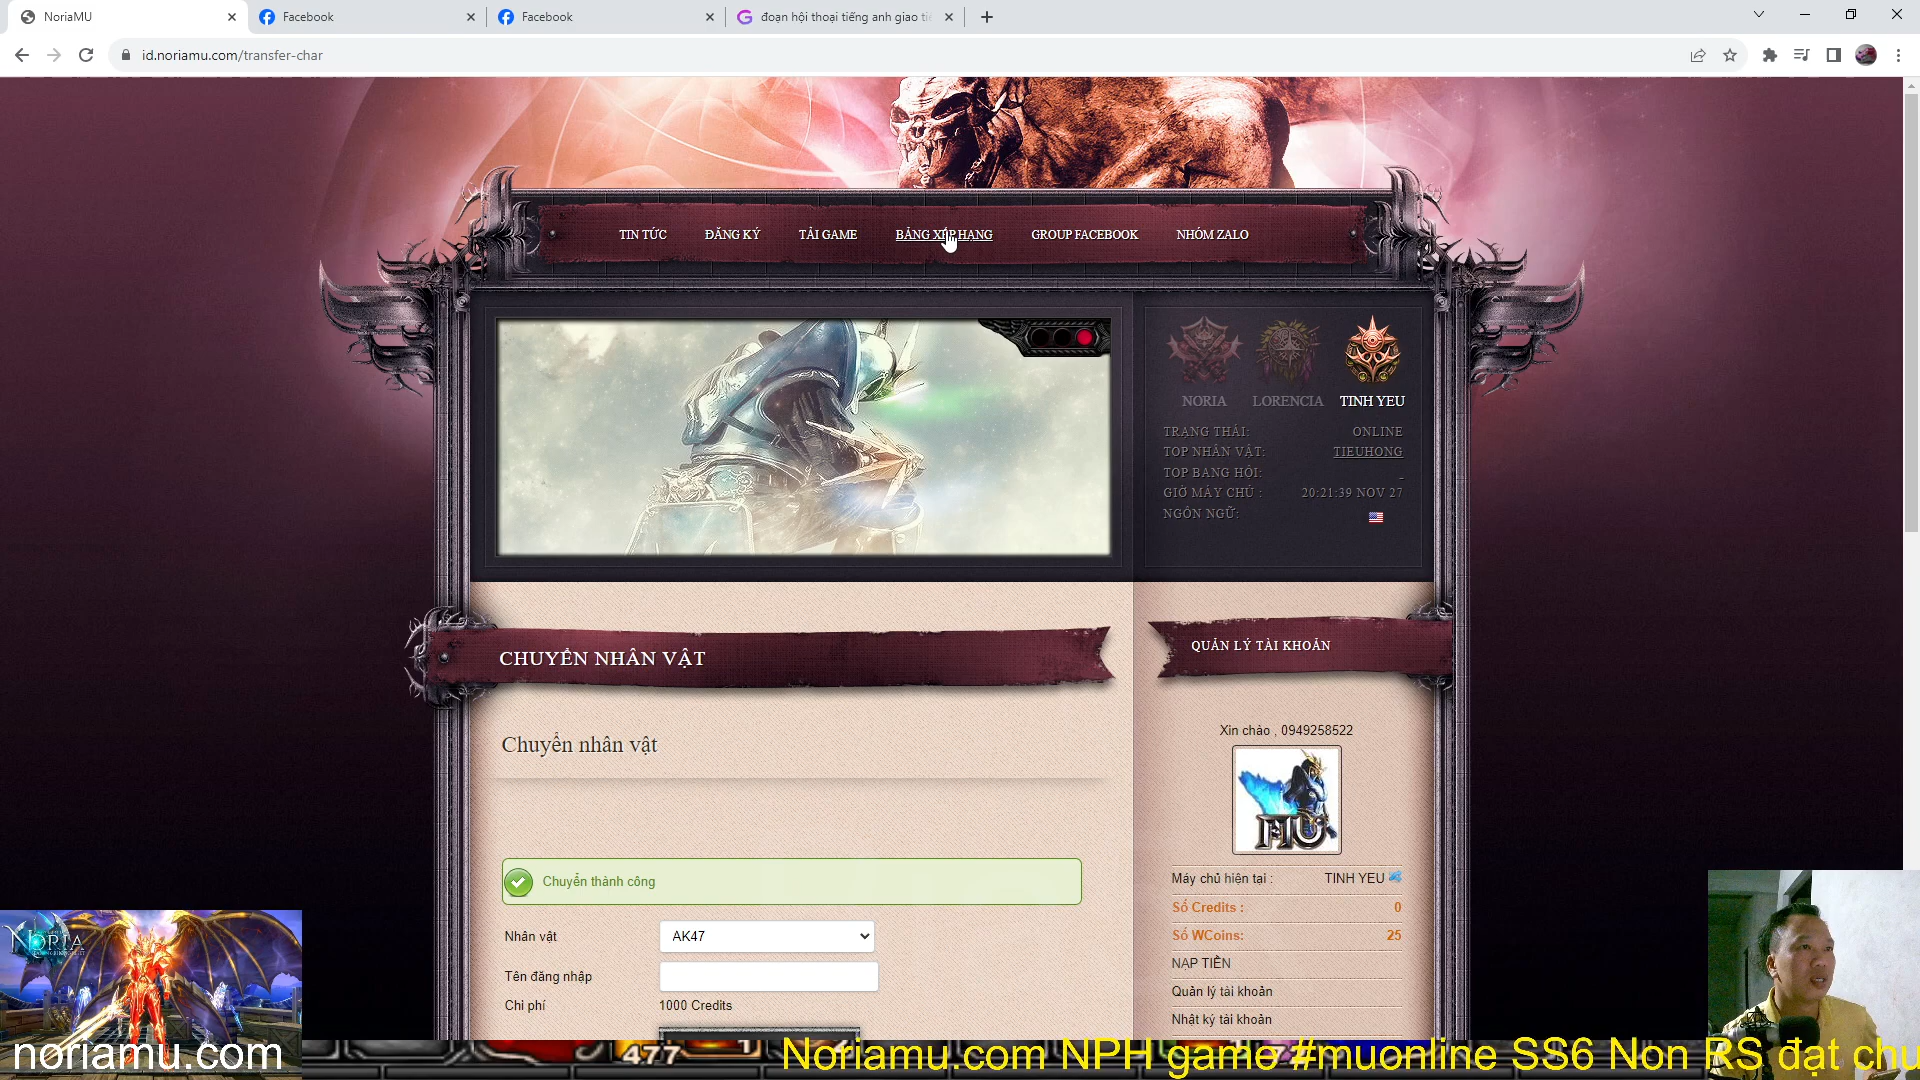 NoriaMU
Facebook
Facebook
đoạn hội thoại tiếng anh giao tiế
id.noriamu.com/transfer-char
TIN TỨC
ĐĂNG KÝ
TẢI GAME
BẢNG XẾP HẠNG
GROUP FACEBOOK
NHÓM ZALO
NORIA
LORENCIA
TINH YEU
TRẠNG THÁI:
ONLINE
TOP NHÂN VẬT:
TIEUHONG
TOP BANG HỘI:
-
GIỜ MÁY CHỦ :
20:21:39 NOV 27
NGÔN NGỮ:
CHUYỂN NHÂN VẬT
QUẢN LÝ TÀI KHOẢN
Chuyển nhân vật
Xin chào , 0949258522
MU
Chuyển thành công
Máy chủ hiện tại :
TINH YEU
Số Credits :
0
Số WCoins:
25
NẠP TIỀN
Quản lý tài khoản
Nhật ký tài khoản
Nhân vật
AK47
Tên đăng nhập
Chi phí
1000 Credits
NORIA
noriamu.com
477
Noriamu.com NPH game #muonline SS6 Non RS đạt chu